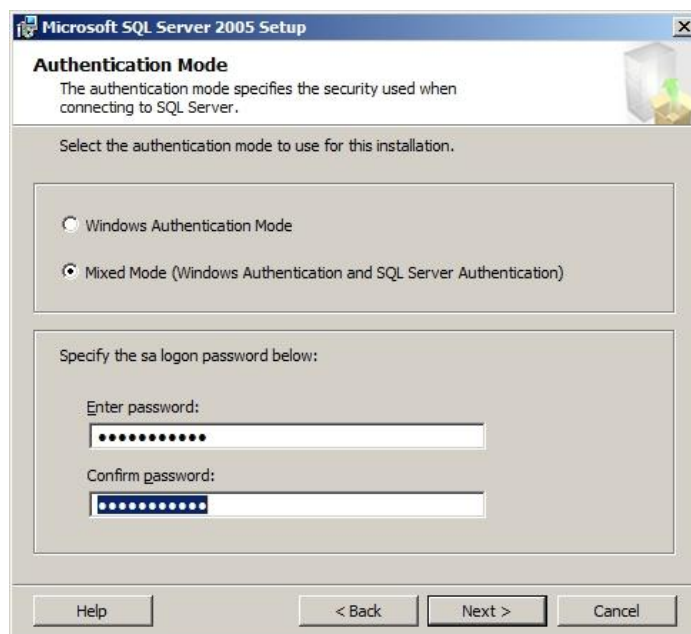 Microsoft SQL Server 2005 Setup
Authentication Mode
The authentication mode specifies the security used when
connecting to SQL Server.
Select the authentication mode to use for this installation.
Windows Authentication Mode
Mixed Mode (Windows Authentication and SQL Server Authentication)
Specify the sa logon password below:
Enter password:
●●●●●●●●●●●
Confirm password:
●●●●●●●●●●●
Help
< Back
Next >
Cancel